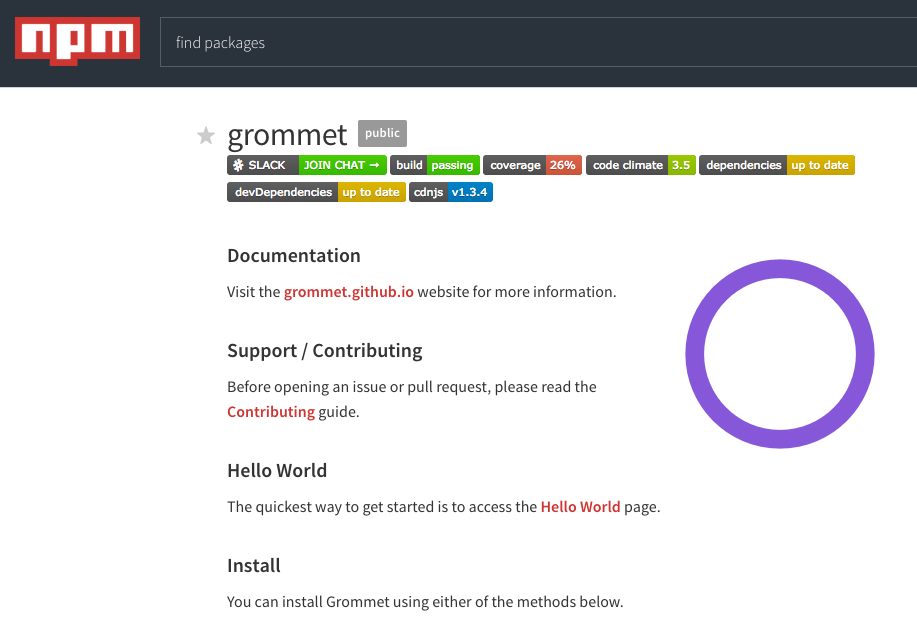 npm
find packages
grommet public
SLACK JOIN CHAT → build passing coverage 26% code climate 3.5 dependencies up to date
devDependencies up to date cdnjs v1.3.4
Documentation
Visit the grommet.github.io website for more information.
Support / Contributing
Before opening an issue or pull request, please read the
Contributing guide.
Hello World
The quickest way to get started is to access the Hello World page.
Install
You can install Grommet using either of the methods below.